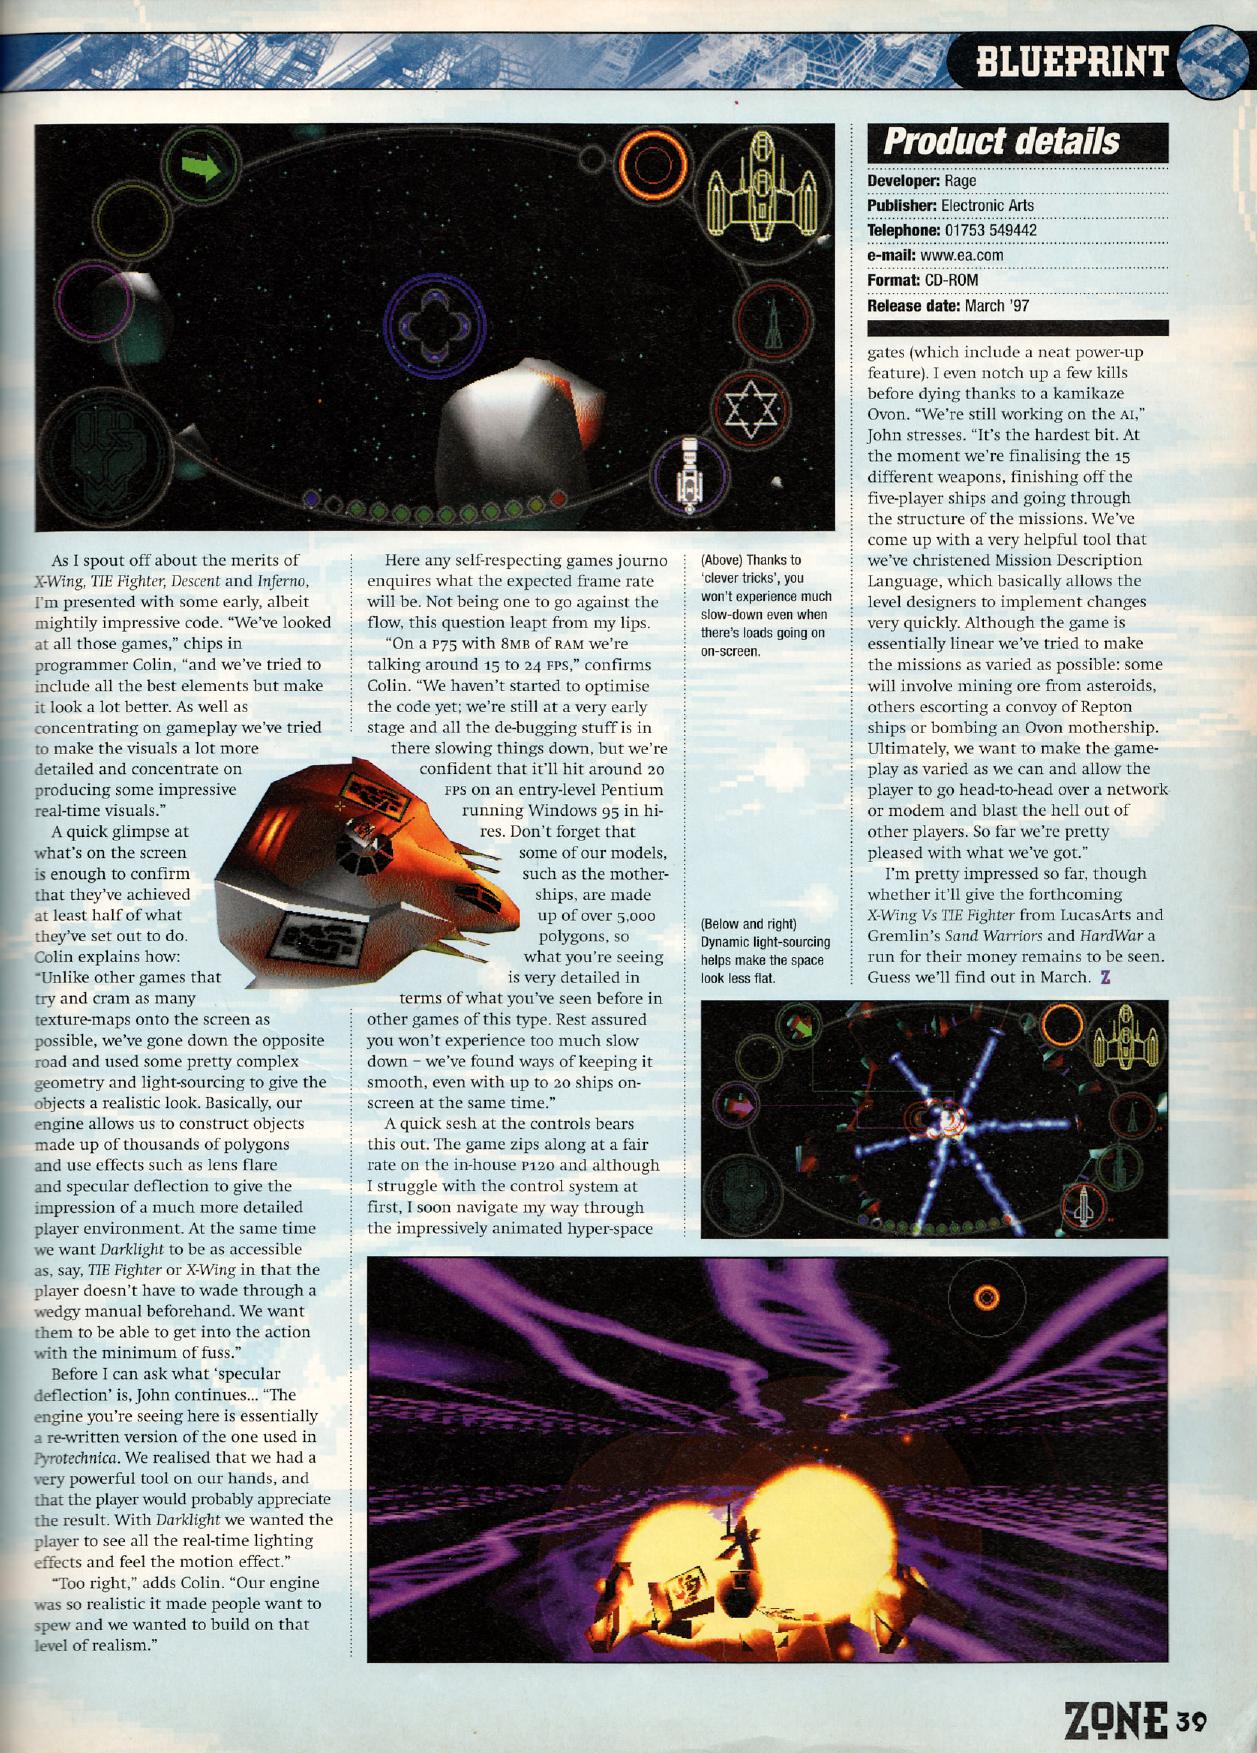 BLUEPRINT
Product details
Developer: Rage
Publisher: Electronic Arts
Telephone: 01753 549442
e-mail: www.ea.com
Format: CD-ROM
Release date: March '97
As I spout off about the merits of
X-Wing, TIE Fighter, Descent and Inferno,
I'm presented with some early, albeit
mightily impressive code. “We've looked
at all those games,” chips in
programmer Colin, “and we've tried to
include all the best elements but make
it look a lot better. As well as
concentrating on gameplay we've tried
to make the visuals a lot more
detailed and concentrate on
producing some impressive
real-time visuals.”
A quick glimpse at
what's on the screen
is enough to confirm
that they've achieved
at least half of what
they've set out to do.
Colin explains how:
“Unlike other games that
try and cram as many
texture-maps onto the screen as
possible, we've gone down the opposite
road and used some pretty complex
geometry and light-sourcing to give the
objects a realistic look. Basically, our
engine allows us to construct objects
made up of thousands of polygons
and use effects such as lens flare
and specular deflection to give the
impression of a much more detailed
player environment. At the same time
we want Darklight to be as accessible
as, say, TIE Fighter or X-Wing in that the
player doesn't have to wade through a
wedgy manual beforehand. We want
them to be able to get into the action
with the minimum of fuss.”
Before I can ask what ‘specular
deflection’ is, John continues... “The
engine you're seeing here is essentially
a re-written version of the one used in
Pyrotechnica. We realised that we had a
very powerful tool on our hands, and
that the player would probably appreciate
the result. With Darklight we wanted the
player to see all the real-time lighting
effects and feel the motion effect.”
“Too right,” adds Colin. “Our engine
was so realistic it made people want to
spew and we wanted to build on that
level of realism.”
Here any self-respecting games journo
enquires what the expected frame rate
will be. Not being one to go against the
flow, this question leapt from my lips.
“On a P75 with 8MB of RAM we're
talking around 15 to 24 FPS,” confirms
Colin. “We haven't started to optimise
the code yet; we're still at a very early
stage and all the de-bugging stuff is in
there slowing things down, but we're
confident that it'll hit around 20
FPS on an entry-level Pentium
running Windows 95 in hi-
res. Don't forget that
some of our models,
such as the mother-
ships, are made
up of over 5,000
polygons, so
what you're seeing
is very detailed in
terms of what you've seen before in
other games of this type. Rest assured
you won't experience too much slow
down – we've found ways of keeping it
smooth, even with up to 20 ships on-
screen at the same time.”
A quick sesh at the controls bears
this out. The game zips along at a fair
rate on the in-house P120 and although
I struggle with the control system at
first, I soon navigate my way through
the impressively animated hyper-space
(Above) Thanks to
‘clever tricks’, you
won't experience much
slow-down even when
there's loads going on
on-screen.
(Below and right)
Dynamic light-sourcing
helps make the space
look less flat.
gates (which include a neat power-up
feature). I even notch up a few kills
before dying thanks to a kamikaze
Ovon. “We're still working on the AI,”
John stresses. “It's the hardest bit. At
the moment we're finalising the 15
different weapons, finishing off the
five-player ships and going through
the structure of the missions. We've
come up with a very helpful tool that
we've christened Mission Description
Language, which basically allows the
level designers to implement changes
very quickly. Although the game is
essentially linear we've tried to make
the missions as varied as possible: some
will involve mining ore from asteroids,
others escorting a convoy of Repton
ships or bombing an Ovon mothership.
Ultimately, we want to make the game-
play as varied as we can and allow the
player to go head-to-head over a network
or modem and blast the hell out of
other players. So far we're pretty
pleased with what we've got.”
I'm pretty impressed so far, though
whether it'll give the forthcoming
X-Wing Vs TIE Fighter from LucasArts and
Gremlin's Sand Warriors and HardWar a
run for their money remains to be seen.
Guess we'll find out in March. Z
ZONE 39